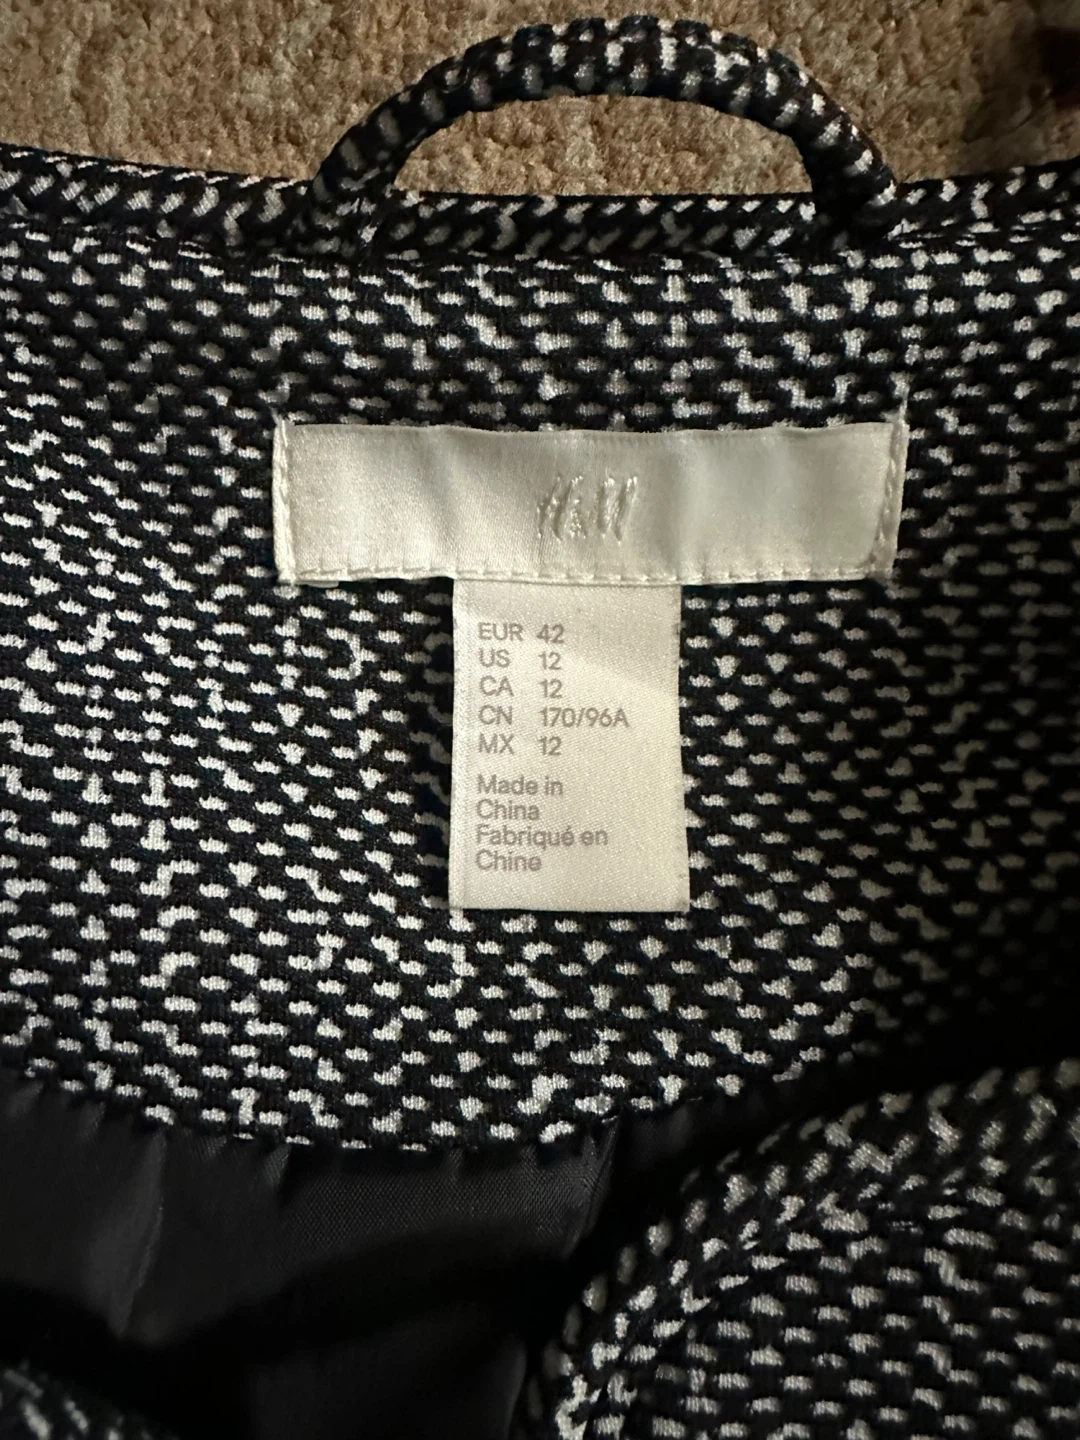 H&M
EUR 42
US 12
CA 12
CN 170/96A
MX 12
Made in
China
Fabriqué en
Chine